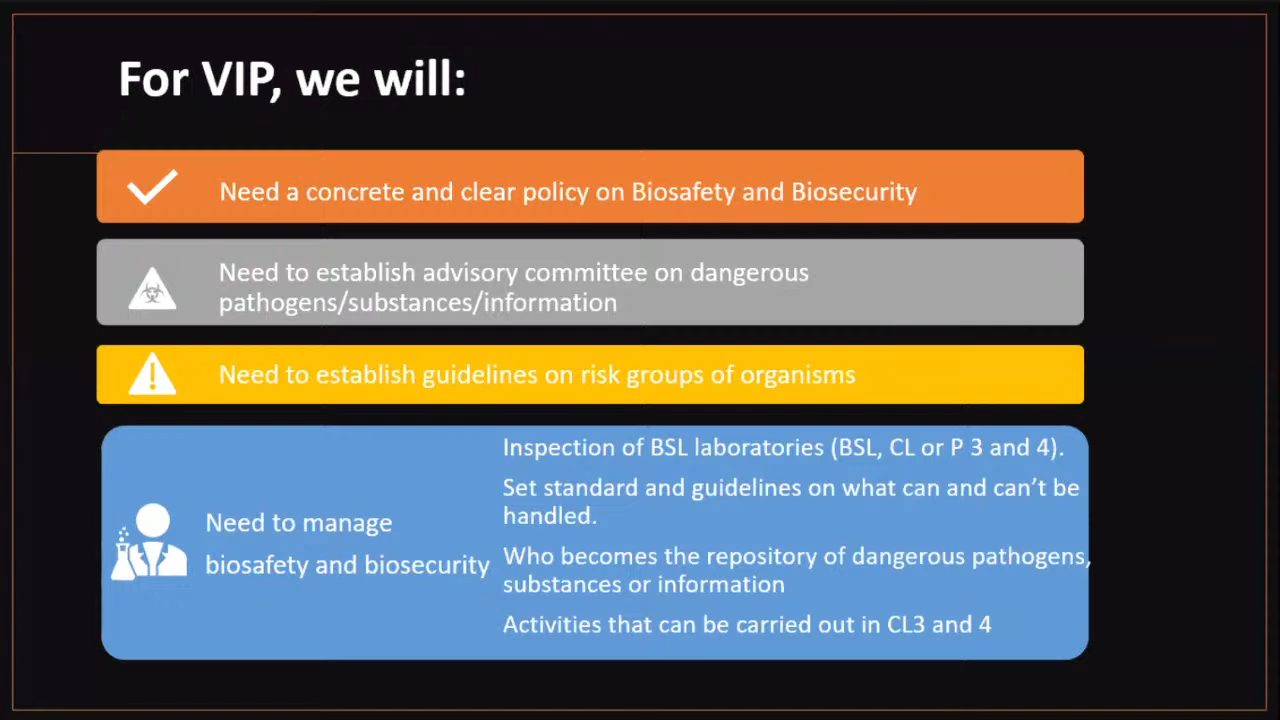 For VIP, we will:
Need a concrete and clear policy on Biosafety and Biosecurity
Need to establish advisory committee on dangerous
pathogens/substances/information
Need to establish guidelines on risk groups of organisms
Need to manage
biosafety and biosecurity
Inspection of BSL laboratories (BSL, CL or P 3 and 4).
Set standard and guidelines on what can and can’t be
handled.
Who becomes the repository of dangerous pathogens,
substances or information
Activities that can be carried out in CL3 and 4